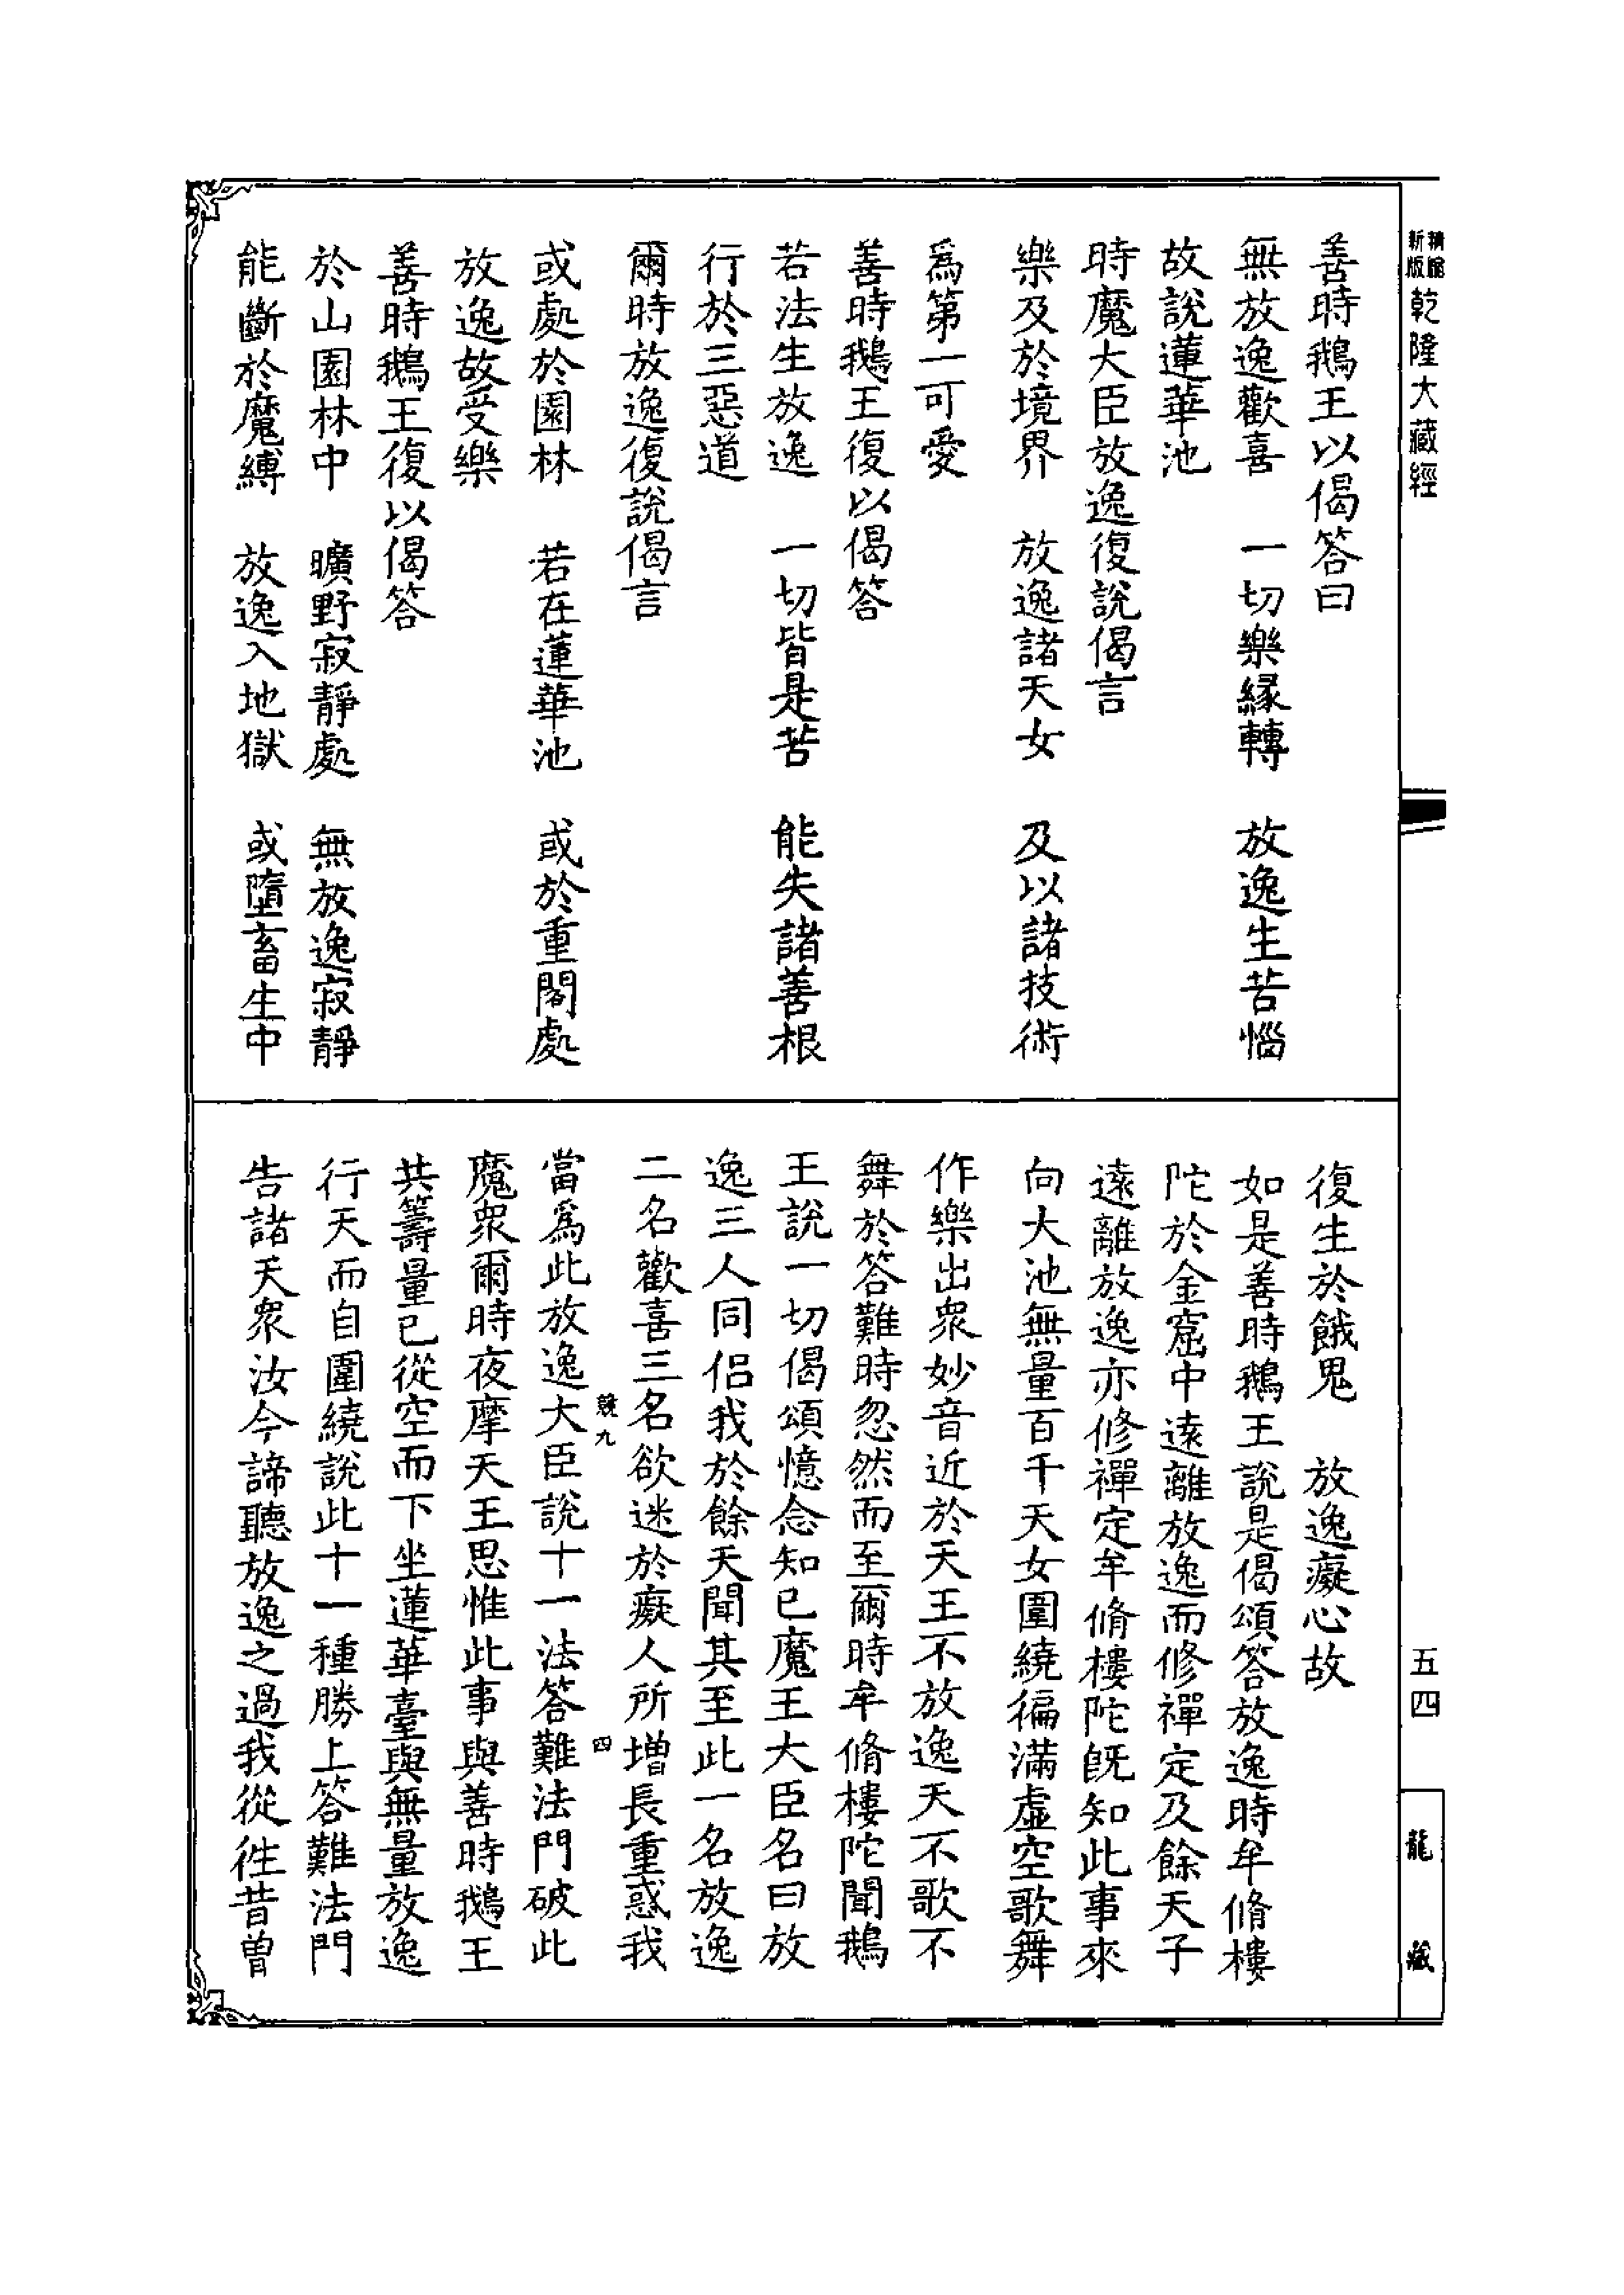 精縮新版乾隆大藏經
善時鵝王以偈答曰
無放逸歡喜　一切樂緣轉　放逸生苦惱
故說蓮華池
時魔大臣放逸復說偈言
樂及於境界　放逸諸天女　及以諸技術
爲第一可愛
善時鵝王復以偈答
若法生放逸　一切皆是苦　能失諸善根
行於三惡道
爾時放逸復說偈言
或處於園林　若在蓮華池　或於重閣處
放逸故受樂
善時鵝王復以偈答
於山園林中　曠野寂靜處　無放逸寂靜
能斷於魔縛　放逸入地獄　或墮畜生中
復生於餓鬼　放逸癡心故
如是善時鵝王說是偈頌答放逸時牟脩樓
陀於金窟中遠離放逸而修禪定及餘天子
遠離放逸亦修禪定牟脩樓陀旣知此事來
向大池無量百千天女圍繞徧滿虛空歌舞
作樂出衆妙音近於天王不放逸天不歌不
舞於答難時忽然而至爾時牟脩樓陀聞鵝
王說一切偈頌憶念知已魔王大臣名曰放
逸三人同侶我於餘天聞其至此一名放逸
二名歡喜三名欲迷於癡人所增長重惑我
競九　四
當爲此放逸大臣說十一法答難法門破此
魔衆爾時夜摩天王思惟此事與善時鵝王
共籌量已從空而下坐蓮華臺與無量放逸
行天而自圍繞說此十一種勝上答難法門
告諸天衆汝今諦聽放逸之過我從徃昔曾
五四
龍藏